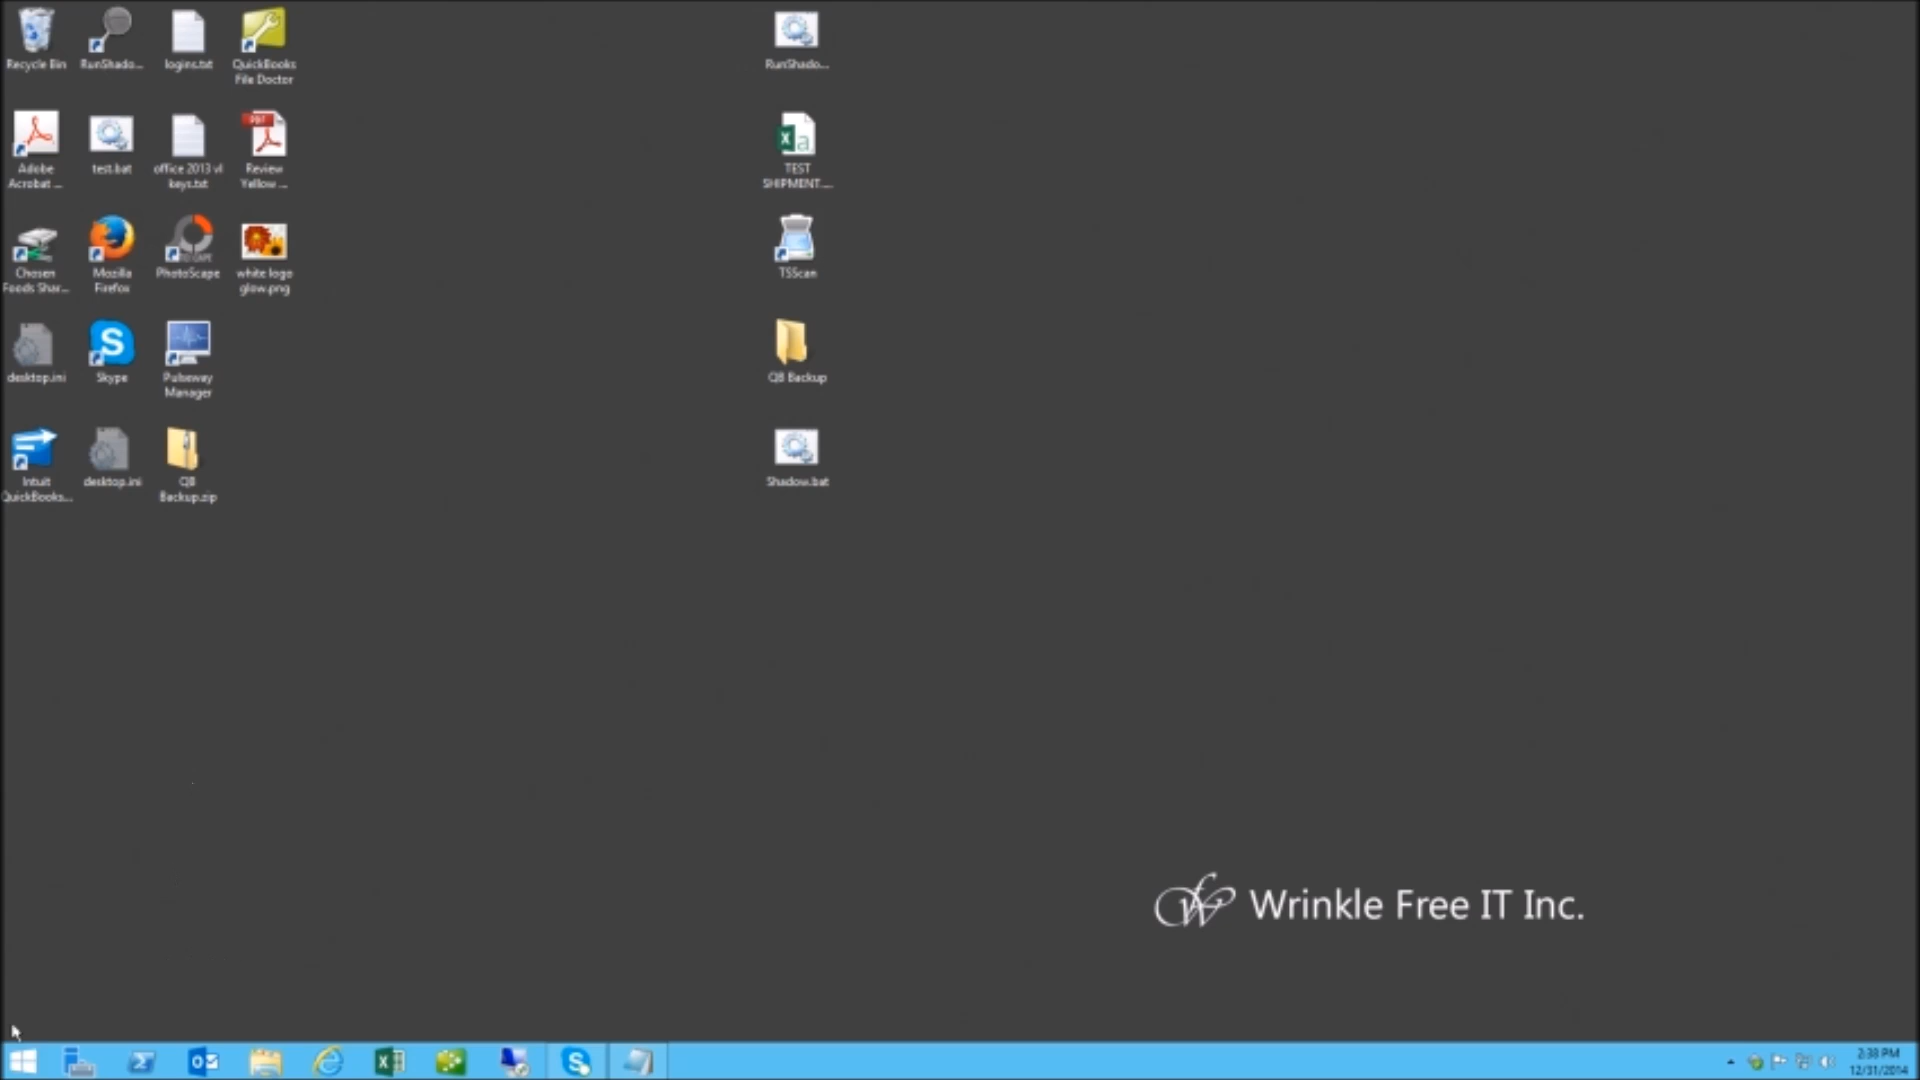 Recycle Bin
RunShado...
logins.txt
QuickBooks
File Doctor
RunShado...
Adobe
Acrobat ...
test.bat
office 2013 vl
keys.txt
Review
Yellow ...
TEST
SHIPMENT....
Chosen
Foods Shar...
Mozilla
Firefox
PhotoScape
white logo
glow.png
TSScan
desktop.ini
Skype
Pulseway
Manager
QB Backup
Intuit
QuickBooks...
desktop.ini
QB
Backup.zip
Shadow.bat
Wrinkle Free IT Inc.
2:38 PM
12/31/2014